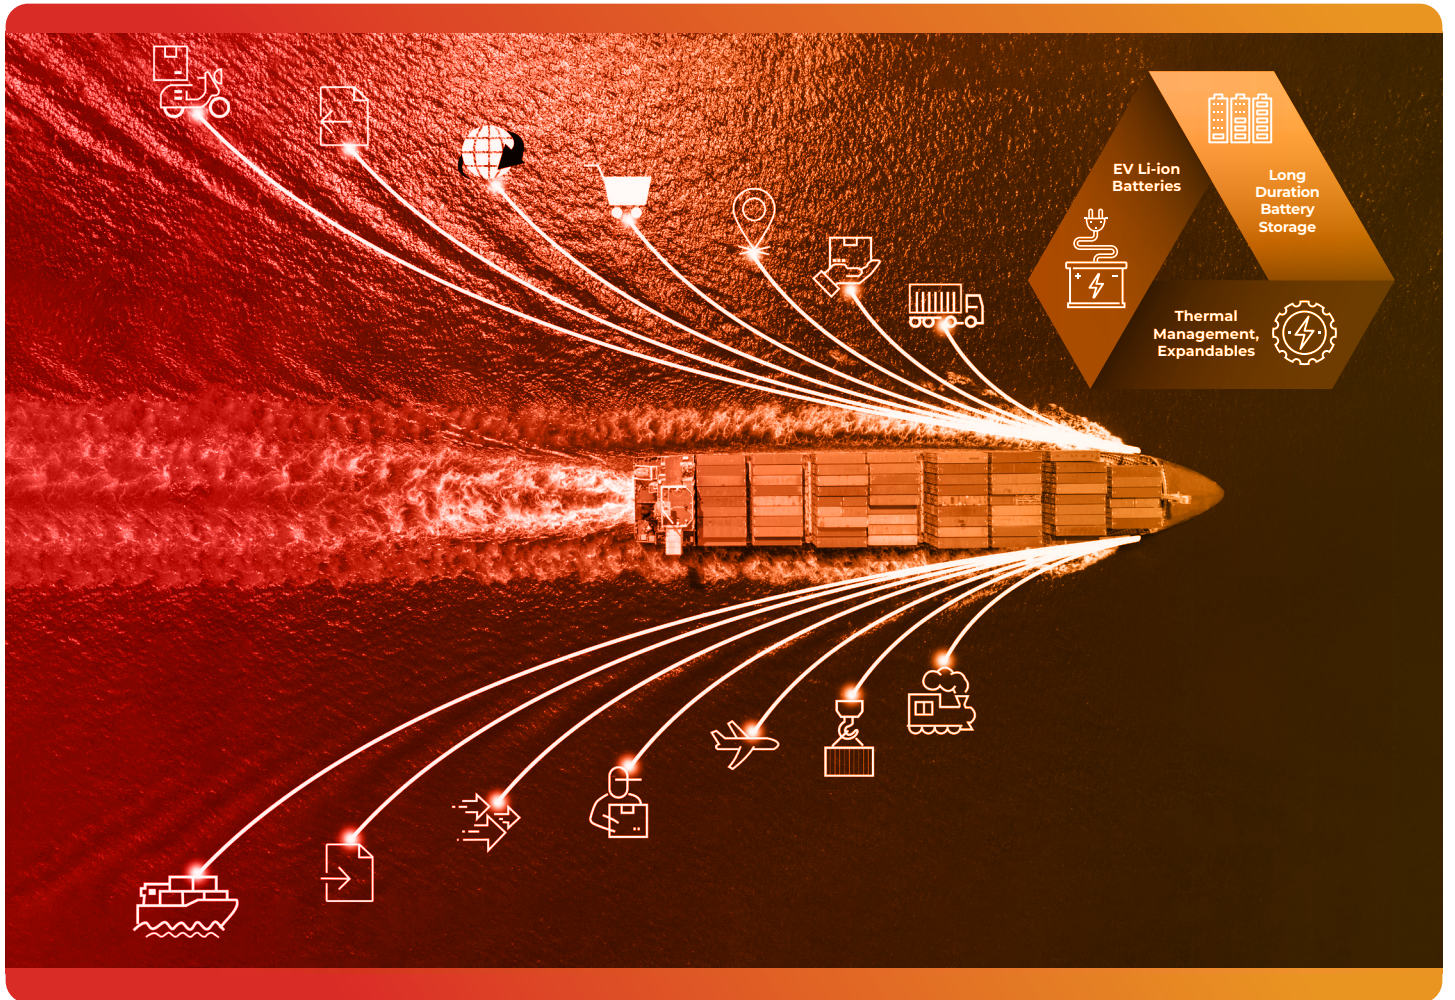 EV Li-ion
Batteries
Long
Duration
Battery
Storage
Thermal
Management,
Expandables